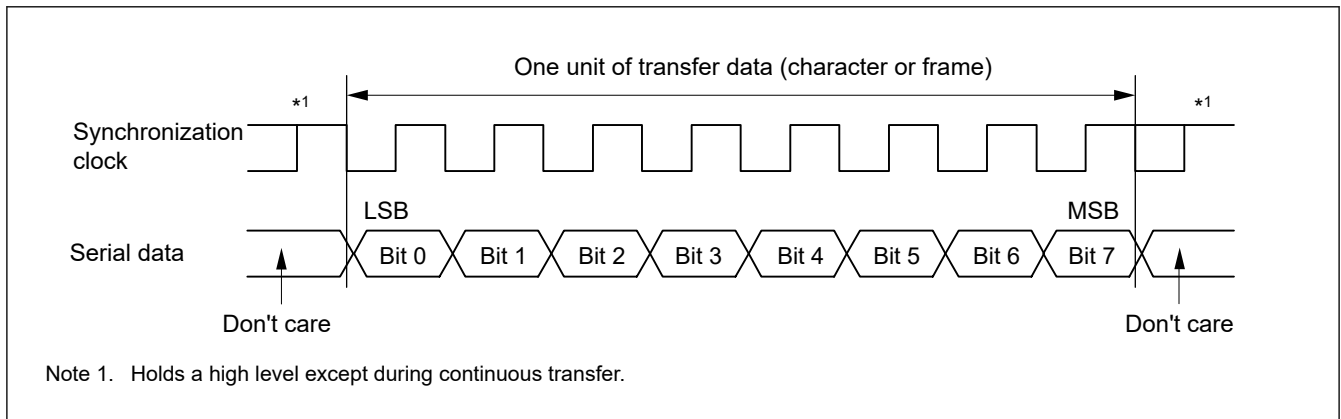 One unit of transfer data (character or frame)
*1 *1
Synchronization
clock
LSB MSB
Serial data Bit 0 Bit 1 Bit 2 Bit 3 Bit 4 Bit 5 Bit 6 Bit 7
Don't care Don't care
Note 1. Holds a high level except during continuous transfer.